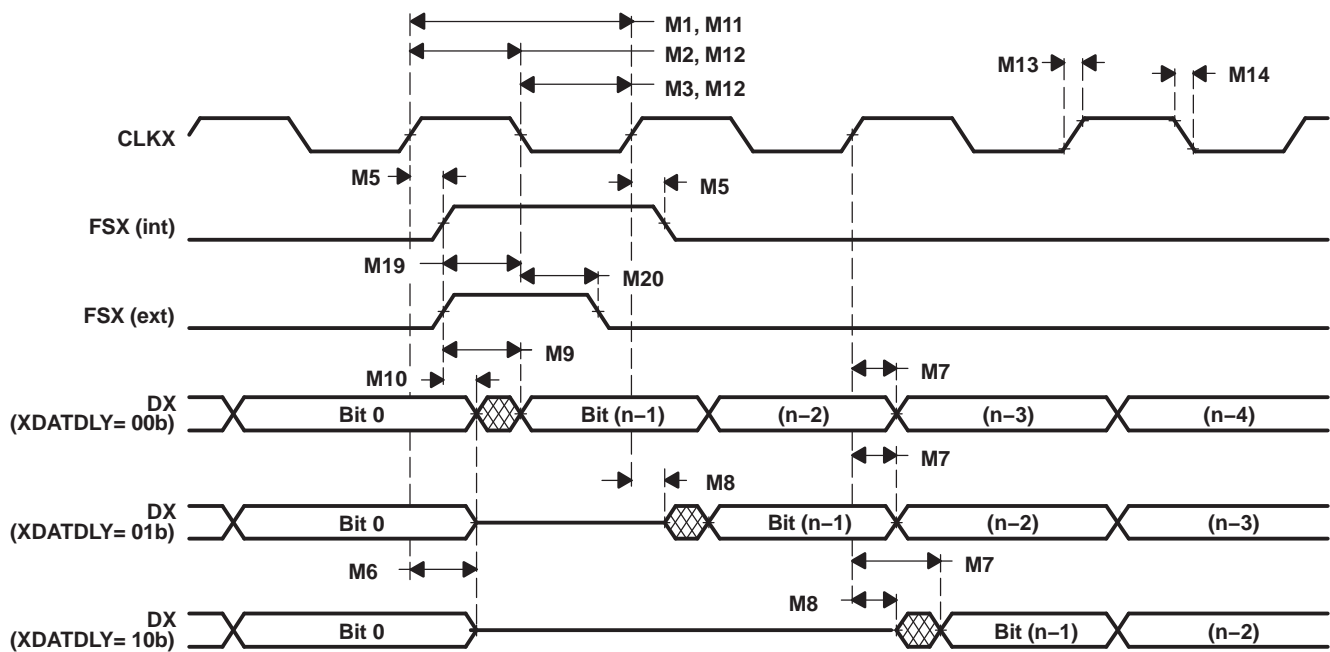 M1, M11
M2, M12
M3, M12
M13
M14
CLKX
M5
M5
FSX (int)
M19
M20
FSX (ext)
M9
M10
M7
DX
(XDATDLY= 00b)
Bit 0
Bit (n–1)
(n–2)
(n–3)
(n–4)
M7
M8
DX
(XDATDLY= 01b)
Bit 0
Bit (n–1)
(n–2)
(n–3)
M6
M7
M8
DX
(XDATDLY= 10b)
Bit 0
Bit (n–1)
(n–2)